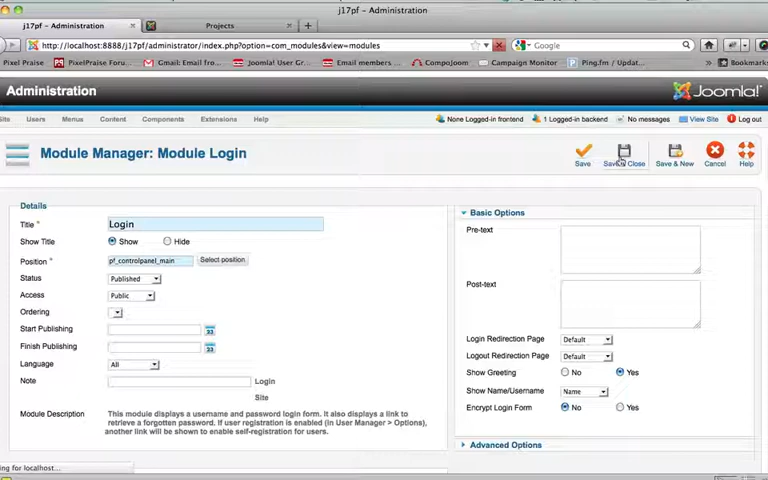 j17pf - Administration
j17pf - Administration
Projects
http://localhost:8888/j17pf/administrator/index.php?option=com_modules&view=modules
Google
Pixel Praise
PixelPraise Foru...
Gmail: Email fro...
Joomla! User Gro...
Email members ...
CompoJoom
Campaign Monitor
Ping.fm / Updat...
Bookmarks
Administration
Joomla!
Users
Menus
Content
Components
Extensions
Help
None Logged-in frontend
1 Logged-in backend
No messages
View Site
Log out
Module Manager: Module Login
Save
Save & Close
Save & New
Cancel
Help
Details
Title *
Login
Show Title
Show
Hide
Position *
pf_controlpanel_main
Select position
Status
Published
Access
Public
Ordering
Start Publishing
23
Finish Publishing
23
Language
All
Note
Login
Site
Module Description
This module displays a username and password login form. It also displays a link to
retrieve a forgotten password. If user registration is enabled (in User Manager > Options),
another link will be shown to enable self-registration for users.
Basic Options
Pre-text
Post-text
Login Redirection Page
Default
Logout Redirection Page
Default
Show Greeting
No
Yes
Show Name/Username
Name
Encrypt Login Form
No
Yes
Advanced Options
ing for localhost...